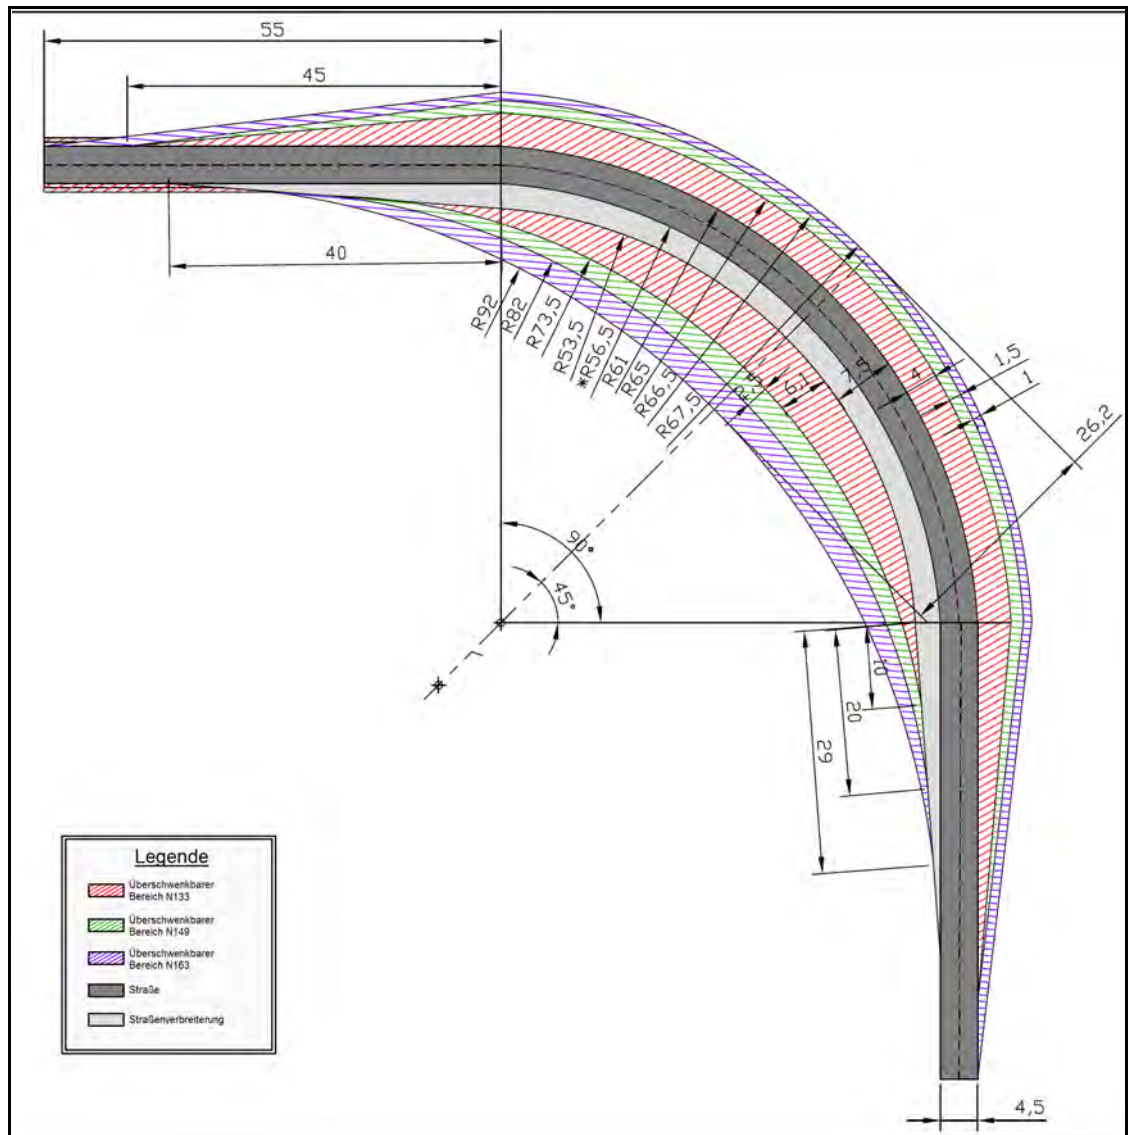 55
45
40
R92
R82
R73,5
R53,5
*R56,5
R61
R65
R66,5
R67,5
6,1
7,5
4
1,5
1
26,2
90°
45°
10
20
29
4,5
Legende
Überschwenkbarer
Bereich N133
Überschwenkbarer
Bereich N149
Überschwenkbarer
Bereich N163
Straße
Straßenverbreiterung